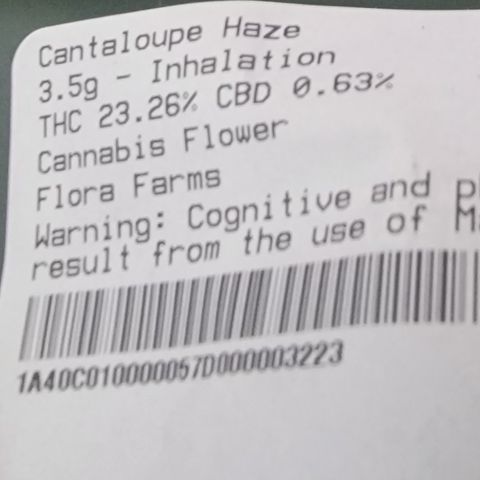 Cantaloupe Haze
3.5g - Inhalation
THC 23.26% CBD 0.63%
Cannabis Flower
Flora Farms
Warning: Cognitive and
result from the use of
1A40C010000057D000003223